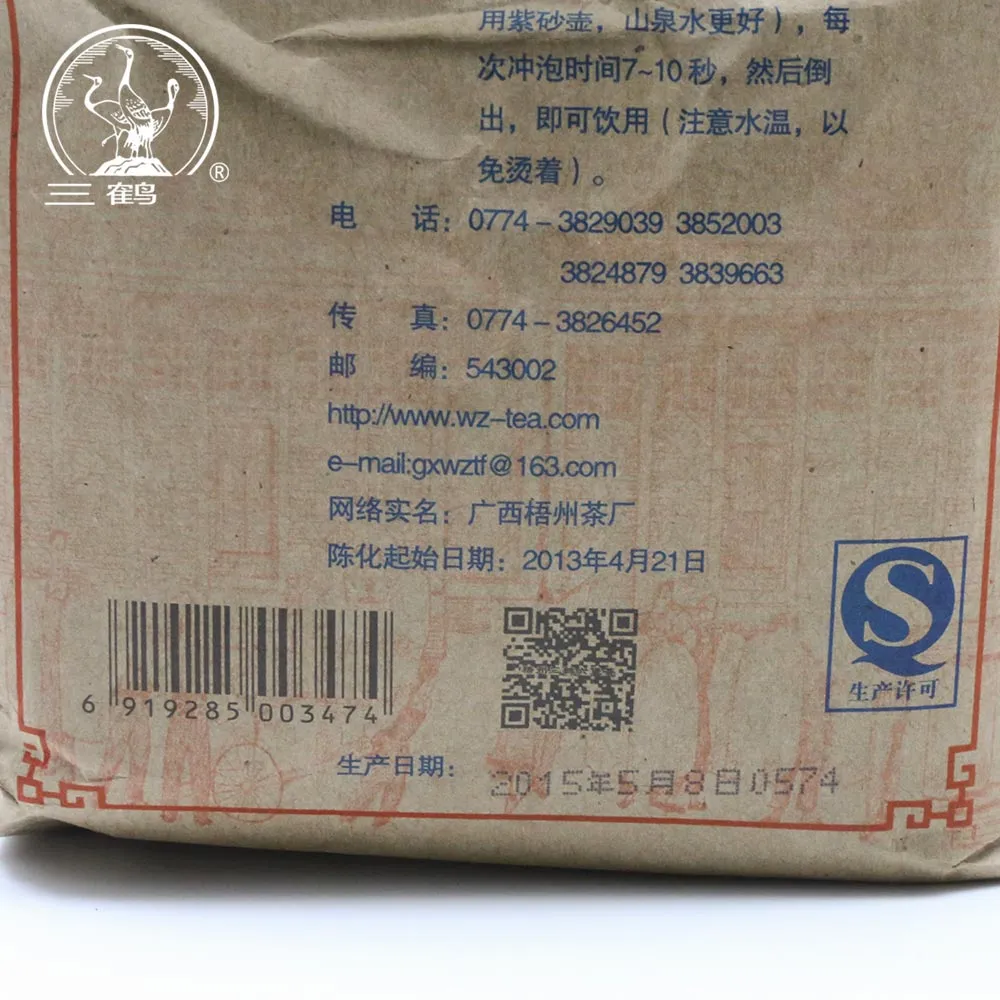 三鹤
®
用紫砂壶，山泉水更好），每
次冲泡时间7~10秒，然后倒
出，即可饮用（注意水温，以
免烫着）。
电 话：0774-3829039 3852003
3824879 3839663
传 真：0774-3826452
邮 编：543002
http://www.wz-tea.com
e-mail:gxwztf@163.com
网络实名：广西梧州茶厂
陈化起始日期：2013年4月21日
6 919285 003474
生产许可
生产日期：2015年5月8日0574